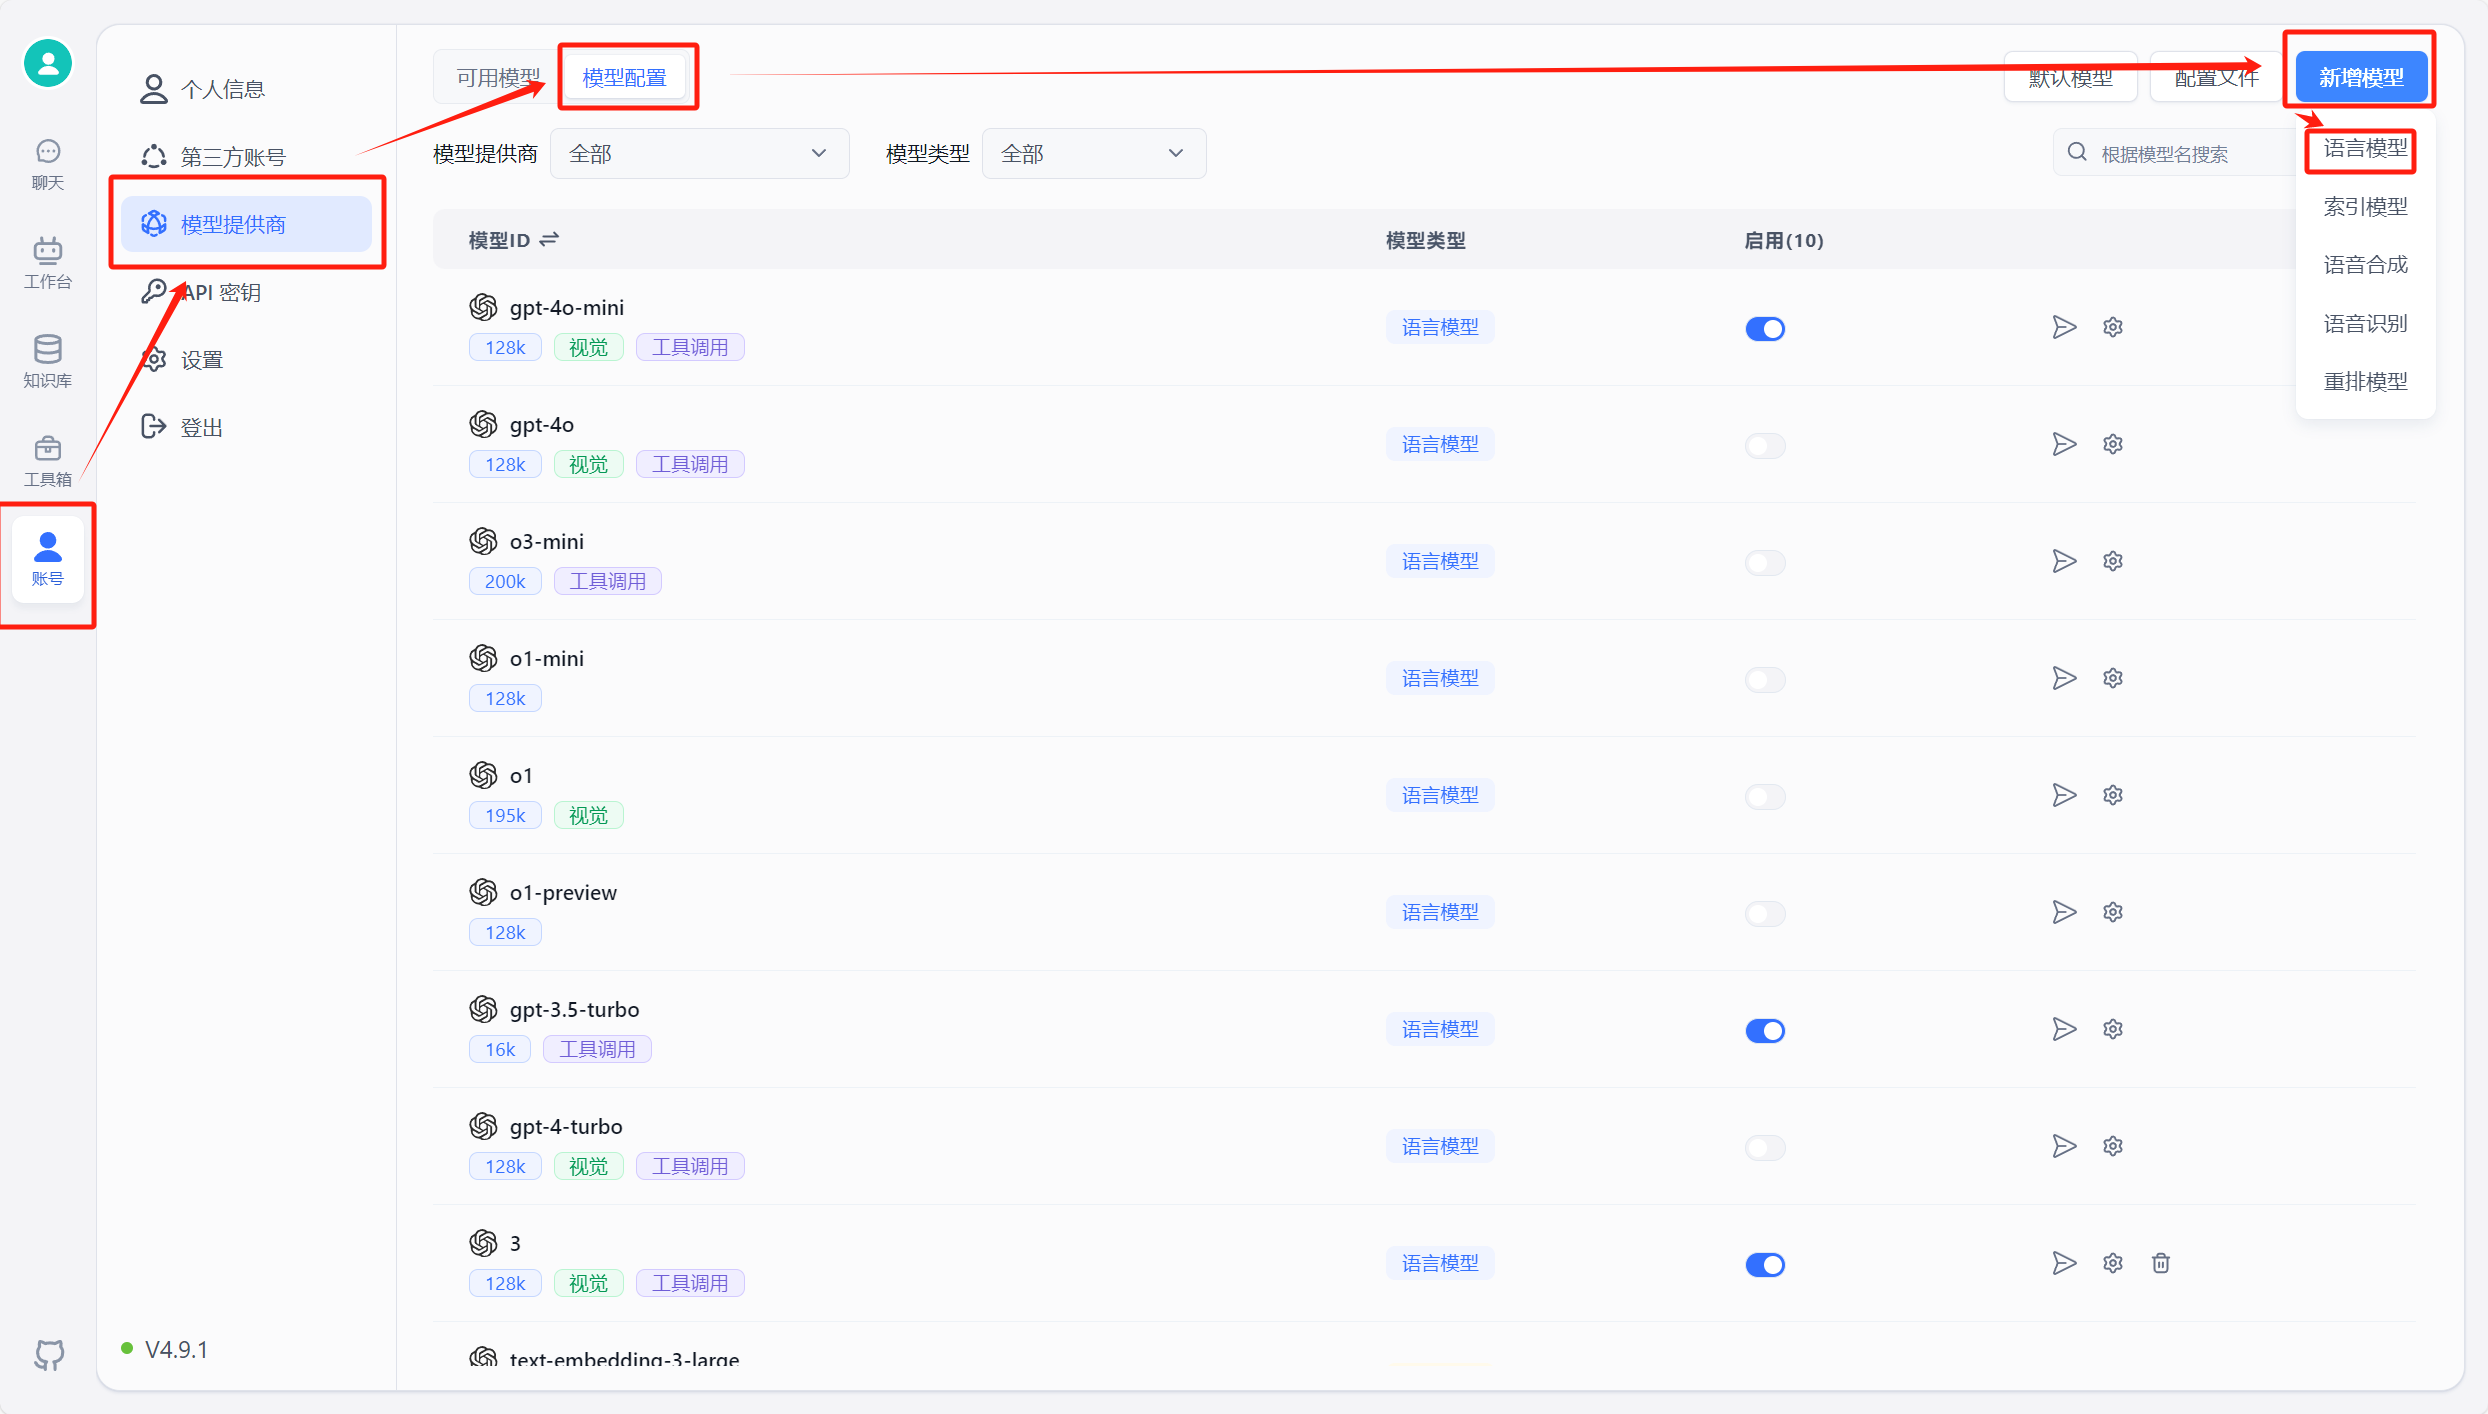 聊天
工作台
知识库
工具箱
账号
个人信息
第三方账号
模型提供商
API 密钥
设置
登出
V4.9.1
可用模型
模型配置
默认模型
配置文件
新增模型
模型提供商
全部
模型类型
全部
根据模型名搜索
语言模型
索引模型
语音合成
语音识别
重排模型
模型ID
模型类型
启用(10)
gpt-4o-mini
128k 视觉 工具调用
语言模型
gpt-4o
128k 视觉 工具调用
语言模型
o3-mini
200k 工具调用
语言模型
o1-mini
128k
语言模型
o1
195k 视觉
语言模型
o1-preview
128k
语言模型
gpt-3.5-turbo
16k 工具调用
语言模型
gpt-4-turbo
128k 视觉 工具调用
语言模型
3
128k 视觉 工具调用
语言模型
text-embedding-3-large